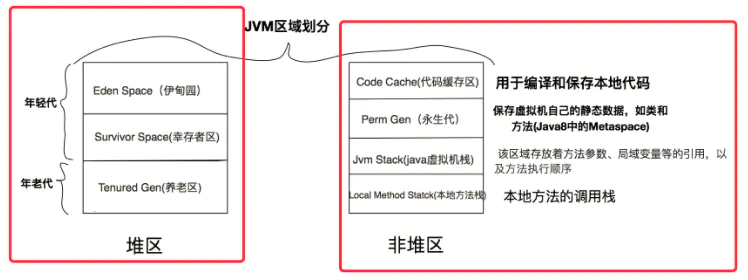 JVM区域划分
年轻代
Eden Space（伊甸园）
Survivor Space(幸存者区)
年老代
Tenured Gen(养老区)
堆区
Code Cache(代码缓存区)
用于编译和保存本地代码
Perm Gen（永生代）
保存虚拟机自己的静态数据，如类和
方法(Java8中的Metaspace)
Jvm Stack(java虚拟机栈)
该区域存放着方法参数、局域变量等的引用，以
及方法执行顺序
Local Method Statck(本地方法栈)
本地方法的调用栈
非堆区